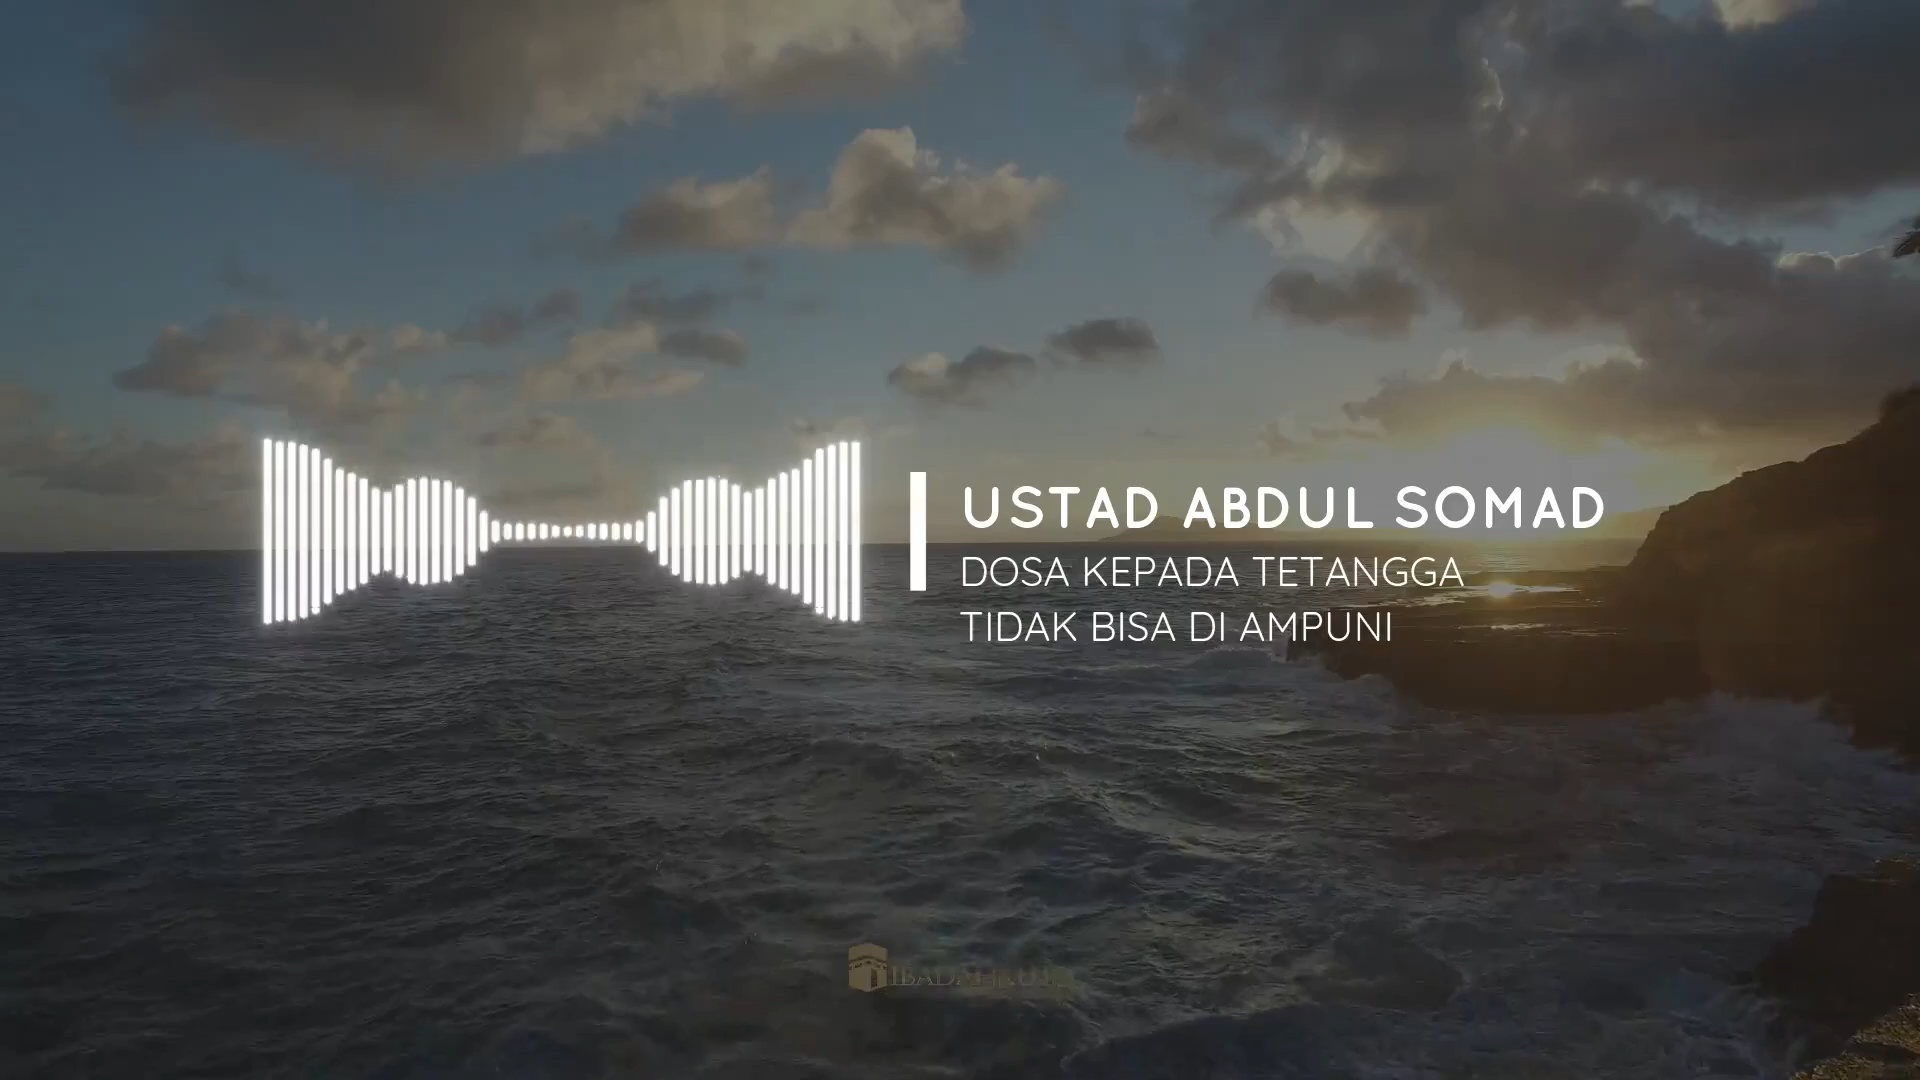 USTAD ABDUL SOMAD
DOSA KEPADA TETANGGA
TIDAK BISA DI AMPUNI